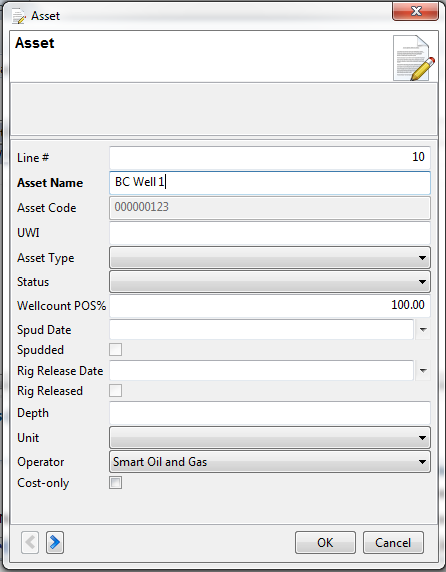 Asset
Asset
Line # 10
Asset Name BC Well 1
Asset Code 000000123
UWI
Asset Type
Status
Wellcount POS% 100.00
Spud Date
Spudded
Rig Release Date
Rig Released
Depth
Unit
Operator Smart Oil and Gas
Cost-only
OK Cancel